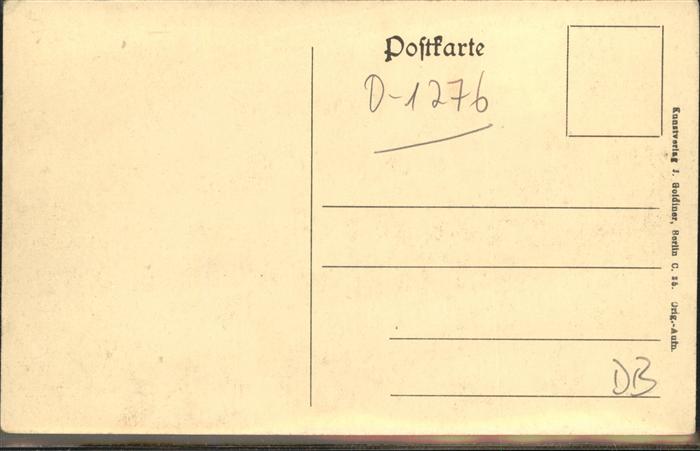 Poſtkarte
D-1276
Kunstverlag J. Goldiner, Berlin C. 25. Orig.-Aufn.
DB